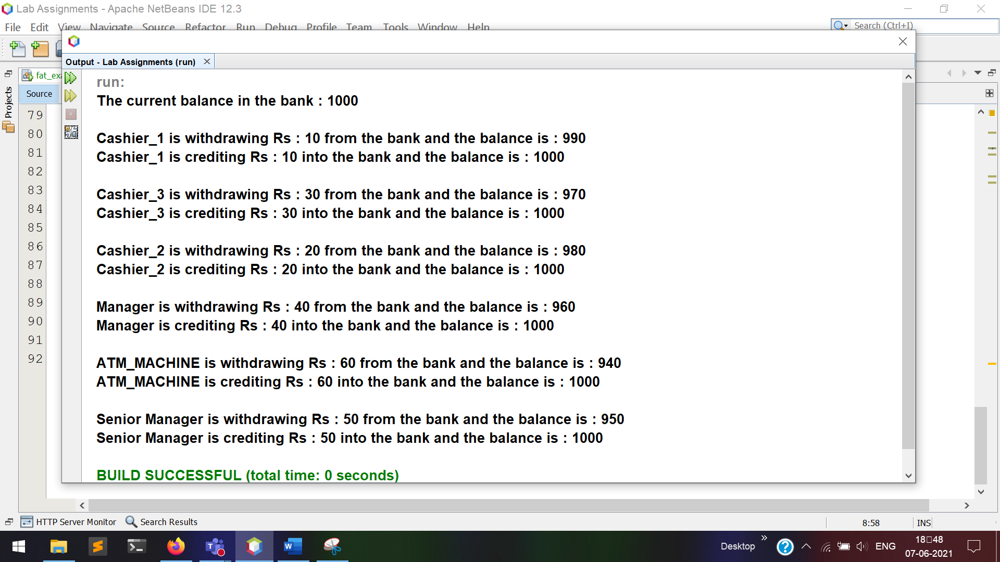 Lab Assignments - Apache NetBeans IDE 12.3
File Edit View Navigate Source Refactor Run Debug Profile Team Tools Window Help
Search (Ctrl+I)
Output - Lab Assignments (run)
fat_exa
Source
Projects
79
80
81
82
83
84
85
86
87
88
89
90
91
92
run:
The current balance in the bank : 1000
Cashier_1 is withdrawing Rs : 10 from the bank and the balance is : 990
Cashier_1 is crediting Rs : 10 into the bank and the balance is : 1000
Cashier_3 is withdrawing Rs : 30 from the bank and the balance is : 970
Cashier_3 is crediting Rs : 30 into the bank and the balance is : 1000
Cashier_2 is withdrawing Rs : 20 from the bank and the balance is : 980
Cashier_2 is crediting Rs : 20 into the bank and the balance is : 1000
Manager is withdrawing Rs : 40 from the bank and the balance is : 960
Manager is crediting Rs : 40 into the bank and the balance is : 1000
ATM_MACHINE is withdrawing Rs : 60 from the bank and the balance is : 940
ATM_MACHINE is crediting Rs : 60 into the bank and the balance is : 1000
Senior Manager is withdrawing Rs : 50 from the bank and the balance is : 950
Senior Manager is crediting Rs : 50 into the bank and the balance is : 1000
BUILD SUCCESSFUL (total time: 0 seconds)
HTTP Server Monitor Search Results
8:58 INS
Desktop
ENG
18□48
07-06-2021